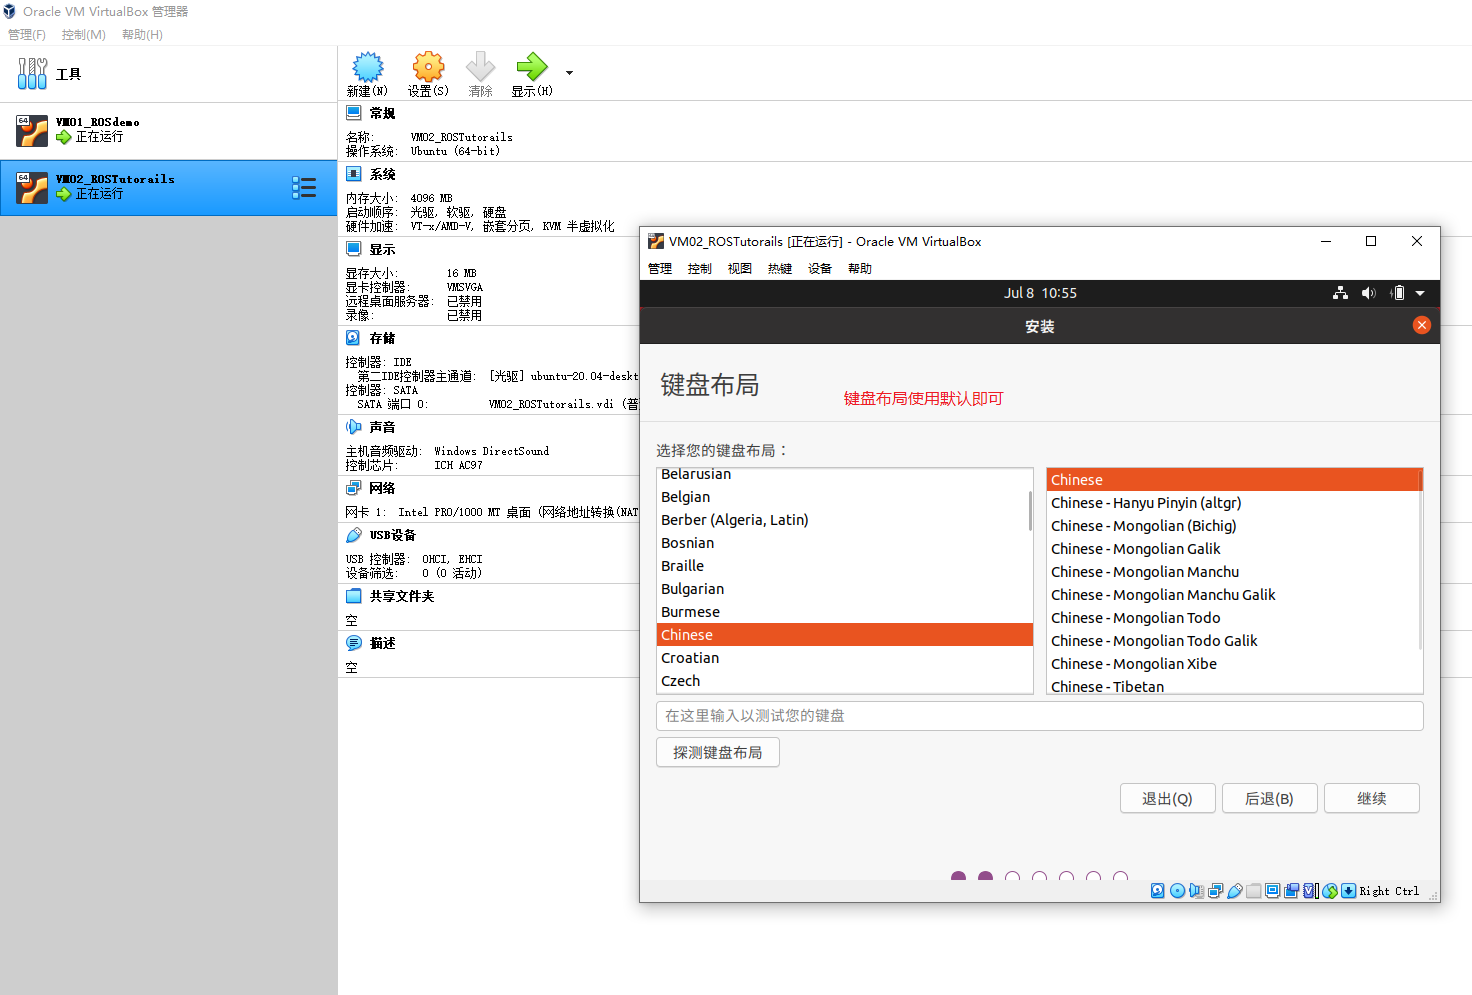 Oracle VM VirtualBox 管理器
管理(F) 控制(M) 帮助(H)
工具
新建(N) 设置(S) 清除 显示(H)
64 VM01_ROSdemo
正在运行
64 VM02_ROSTutorails
正在运行
常规
名称: VM02_ROSTutorails
操作系统: Ubuntu (64-bit)
系统
内存大小: 4096 MB
启动顺序: 光驱, 软驱, 硬盘
硬件加速: VT-x/AMD-V, 嵌套分页, KVM 半虚拟化
显示
显存大小: 16 MB
显卡控制器: VMSVGA
远程桌面服务器: 已禁用
录像: 已禁用
存储
控制器: IDE
第二IDE控制器主通道: [光驱] ubuntu-20.04-deskt
控制器: SATA
SATA 端口 0: VM02_ROSTutorails.vdi (普
声音
主机音频驱动: Windows DirectSound
控制芯片: ICH AC97
网络
网卡 1: Intel PRO/1000 MT 桌面 (网络地址转换(NAT
USB设备
USB 控制器: OHCI, EHCI
设备筛选: 0 (0 活动)
共享文件夹
空
描述
空
VM02_ROSTutorails [正在运行] - Oracle VM VirtualBox
管理 控制 视图 热键 设备 帮助
Jul 8 10:55
安装
键盘布局
键盘布局使用默认即可
选择您的键盘布局：
Belarusian
Belgian
Berber (Algeria, Latin)
Bosnian
Braille
Bulgarian
Burmese
Chinese
Croatian
Czech
Chinese
Chinese - Hanyu Pinyin (altgr)
Chinese - Mongolian (Bichig)
Chinese - Mongolian Galik
Chinese - Mongolian Manchu
Chinese - Mongolian Manchu Galik
Chinese - Mongolian Todo
Chinese - Mongolian Todo Galik
Chinese - Mongolian Xibe
Chinese - Tibetan
在这里输入以测试您的键盘
探测键盘布局
退出(Q) 后退(B) 继续
Right Ctrl